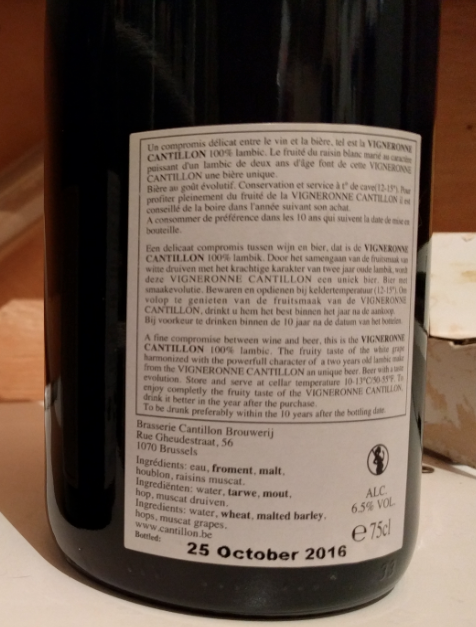 Un compromis délicat entre le vin et la bière, tel est la VIGNERONNE
CANTILLON 100% lambic. Le fruité du raisin blanc marié au caractère
puissant d'un lambic de deux ans d'âge font de cette VIGNERONNE
CANTILLON une bière unique.
Bière au goût évolutif. Conservation et service à t° de cave(12-15°). Pour
profiter pleinement du fruité de la VIGNERONNE CANTILLON il est
conseillé de la boire dans l'année suivant son achat.
A consommer de préférence dans les 10 ans qui suivent la date de mise en
bouteille.
Een delicaat compromis tussen wijn en bier, dat is de VIGNERONNE
CANTILLON 100% lambik. Door het samengaan van de fruitsmaak van
witte druiven met het krachtige karakter van twee jaar oude lambik, wordt
deze VIGNERONNE CANTILLON een uniek bier. Bier met
smaakevolutie. Bewaren en opdienen bij keldertemperatuur (12-15°). Om
volop te genieten van de fruitsmaak van de VIGNERONNE
CANTILLON, drinkt u hem het best binnen het jaar na de aankoop.
Bij voorkeur te drinken binnen de 10 jaar na de datum van het bottelen.
A fine compromise between wine and beer, this is the VIGNERONNE
CANTILLON 100% lambic. The fruity taste of the white grape
harmonized with the powerfull character of a two years old lambic make
from the VIGNERONNE CANTILLON an unique beer. Beer with a taste
evolution. Store and serve at cellar temperature 10-13°C/50-55°F. To
enjoy completly the fruity taste of the VIGNERONNE CANTILLON,
drink it better in the year after the purchase.
To be drunk preferably within the 10 years after the bottling date.
Brasserie Cantillon Brouwerij
Rue Gheudestraat, 56
1070 Brussels
Ingrédients: eau, froment, malt,
houblon, raisins muscat.
Ingrediënten: water, tarwe, mout,
hop, muscat druiven.
Ingredients: water, wheat, malted barley,
hops, muscat grapes.
www.cantillon.be
ALC.
6.5% VOL.
e 75cl
Bottled:
25 October 2016